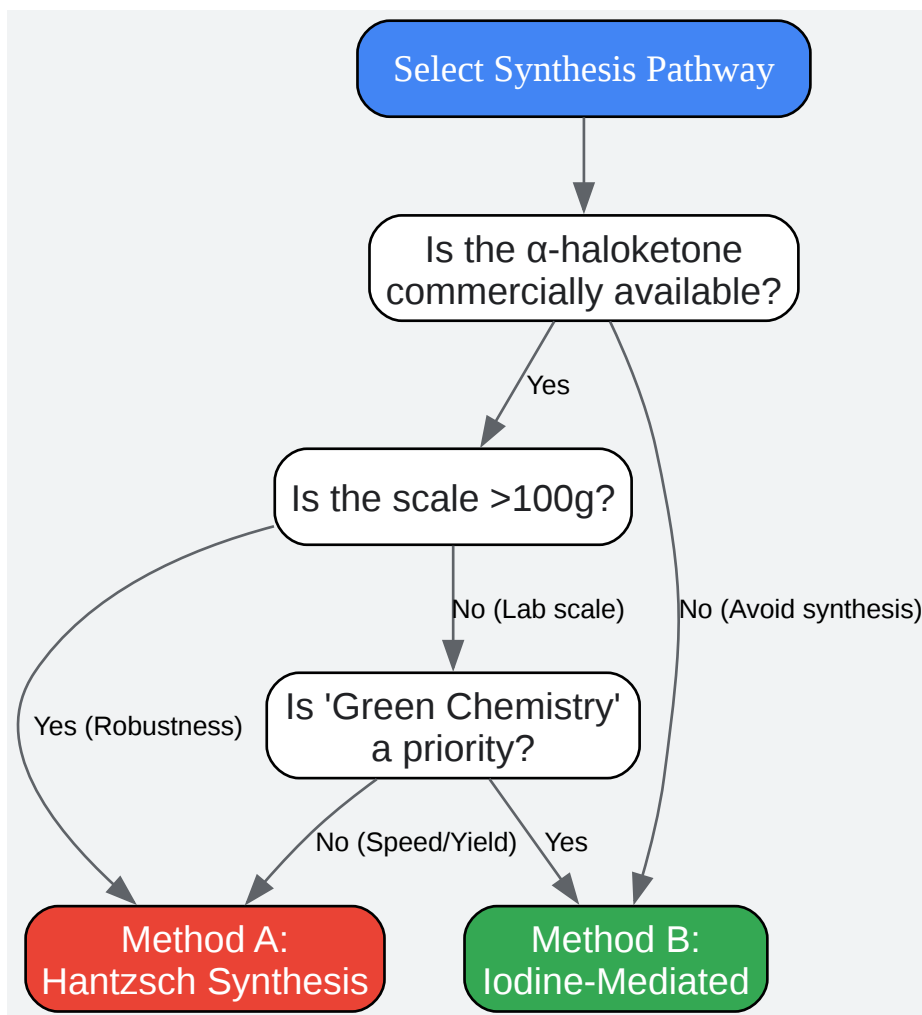 Select Synthesis Pathway
Is the α-haloketone
commercially available?
Yes
Is the scale >100g?
No (Lab scale)
No (Avoid synthesis)
Is 'Green Chemistry'
a priority?
Yes (Robustness)
No (Speed/Yield)
Yes
Method A:
Hantzsch Synthesis
Method B:
Iodine-Mediated